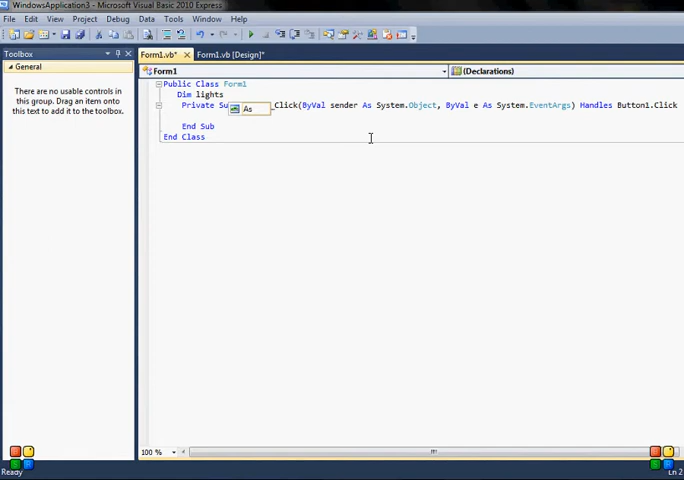 WindowsApplication3 - Microsoft Visual Basic 2010 Express
File Edit View Project Debug Data Tools Window Help
Toolbox
General
There are no usable controls in
this group. Drag an item onto
this text to add it to the toolbox.
Form1.vb* Form1.vb [Design]*
Form1 (Declarations)
Public Class Form1
Dim lights
As
Private Su _Click(ByVal sender As System.Object, ByVal e As System.EventArgs) Handles Button1.Click
End Sub
End Class
100 %
Ready Ln 2